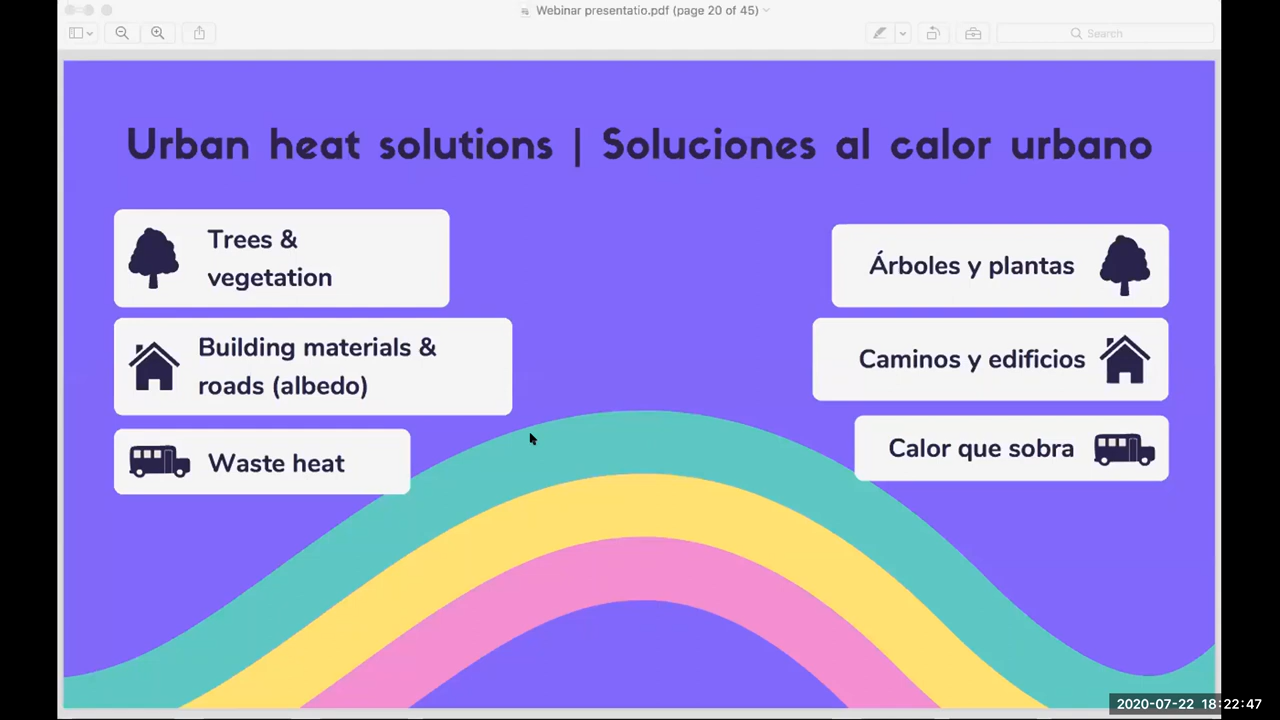 Webinar presentatio.pdf (page 20 of 45)
Search
Urban heat solutions | Soluciones al calor urbano
Trees &
vegetation
Building materials &
roads (albedo)
Waste heat
Árboles y plantas
Caminos y edificios
Calor que sobra
2020-07-22 18:22:47